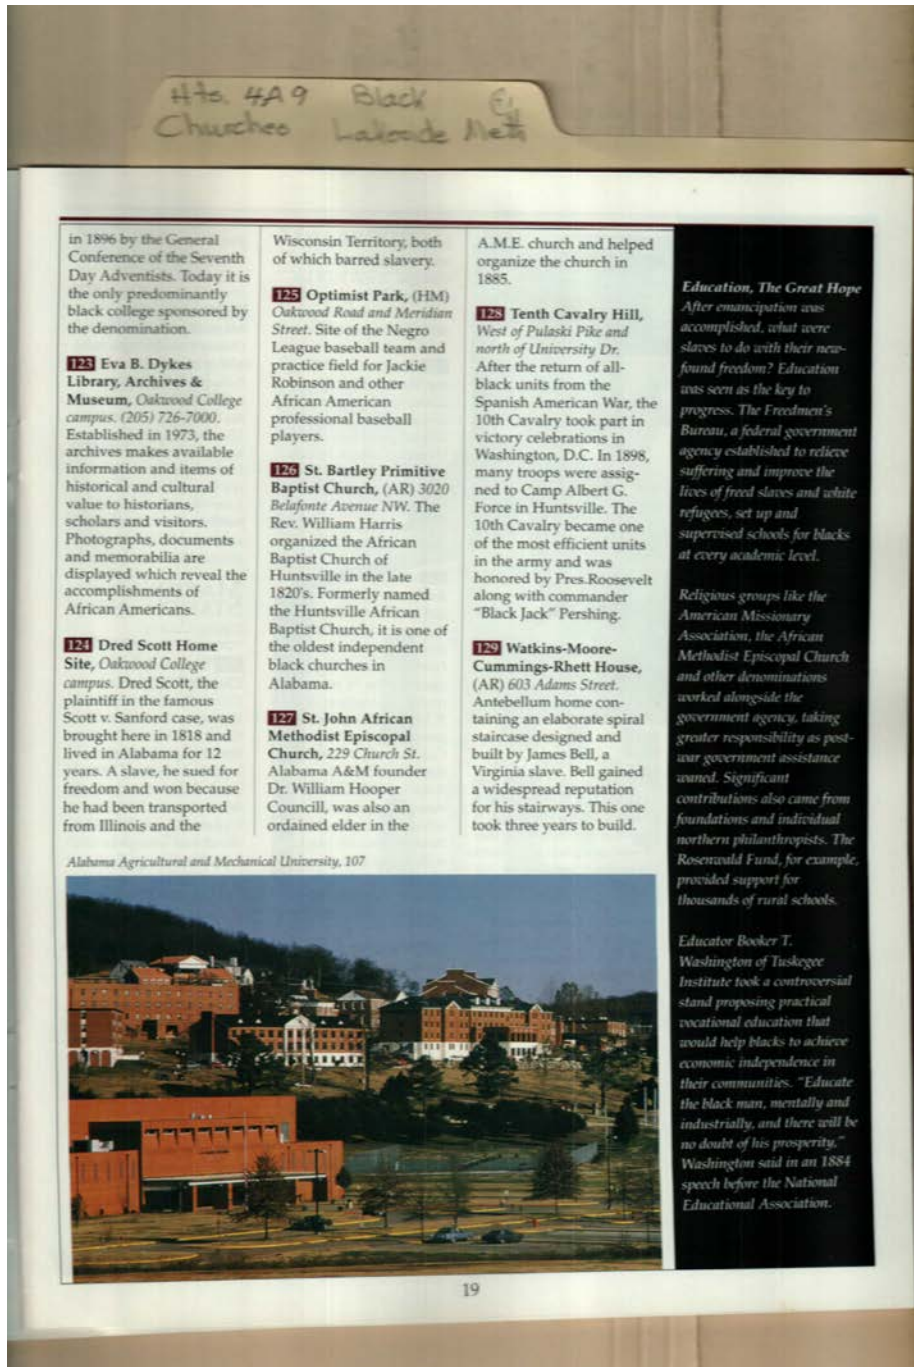 Hts. 4A9 Black
Churches Lakeside Meth
in 1896 by the General
Conference of the Seventh
Day Adventists. Today it is
the only predominantly
black college sponsored by
the denomination.
123 Eva B. Dykes
Library, Archives &
Museum, Oakwood College
campus. (205) 726-7000.
Established in 1973, the
archives makes available
information and items of
historical and cultural
value to historians,
scholars and visitors.
Photographs, documents
and memorabilia are
displayed which reveal the
accomplishments of
African Americans.
124 Dred Scott Home
Site, Oakwood College
campus. Dred Scott, the
plaintiff in the famous
Scott v. Sanford case, was
brought here in 1818 and
lived in Alabama for 12
years. A slave, he sued for
freedom and won because
he had been transported
from Illinois and the
Wisconsin Territory, both
of which barred slavery.
125 Optimist Park, (HM)
Oakwood Road and Meridian
Street. Site of the Negro
League baseball team and
practice field for Jackie
Robinson and other
African American
professional baseball
players.
126 St. Bartley Primitive
Baptist Church, (AR) 3020
Belafonte Avenue NW. The
Rev. William Harris
organized the African
Baptist Church of
Huntsville in the late
1820's. Formerly named
the Huntsville African
Baptist Church, it is one of
the oldest independent
black churches in
Alabama.
127 St. John African
Methodist Episcopal
Church, 229 Church St.
Alabama A&M founder
Dr. William Hooper
Councill, was also an
ordained elder in the
A.M.E. church and helped
organize the church in
1885.
128 Tenth Cavalry Hill,
West of Pulaski Pike and
north of University Dr.
After the return of all-
black units from the
Spanish American War, the
10th Cavalry took part in
victory celebrations in
Washington, D.C. In 1898,
many troops were assig-
ned to Camp Albert G.
Force in Huntsville. The
10th Cavalry became one
of the most efficient units
in the army and was
honored by Pres.Roosevelt
along with commander
"Black Jack" Pershing.
129 Watkins-Moore-
Cummings-Rhett House,
(AR) 603 Adams Street.
Antebellum home con-
taining an elaborate spiral
staircase designed and
built by James Bell, a
Virginia slave. Bell gained
a widespread reputation
for his stairways. This one
took three years to build.
Education, The Great Hope
After emancipation was
accomplished, what were
slaves to do with their new-
found freedom? Education
was seen as the key to
progress. The Freedmen's
Bureau, a federal government
agency established to relieve
suffering and improve the
lives of freed slaves and white
refugees, set up and
supervised schools for blacks
at every academic level.
Religious groups like the
American Missionary
Association, the African
Methodist Episcopal Church
and other denominations
worked alongside the
government agency, taking
greater responsibility as post-
war government assistance
waned. Significant
contributions also came from
foundations and individual
northern philanthropists. The
Rosenwald Fund, for example,
provided support for
thousands of rural schools.
Educator Booker T.
Washington of Tuskegee
Institute took a controversial
stand proposing practical
vocational education that
would help blacks to achieve
economic independence in
their communities. "Educate
the black man, mentally and
industrially, and there will be
no doubt of his prosperity,"
Washington said in an 1884
speech before the National
Educational Association.
Alabama Agricultural and Mechanical University, 107
19